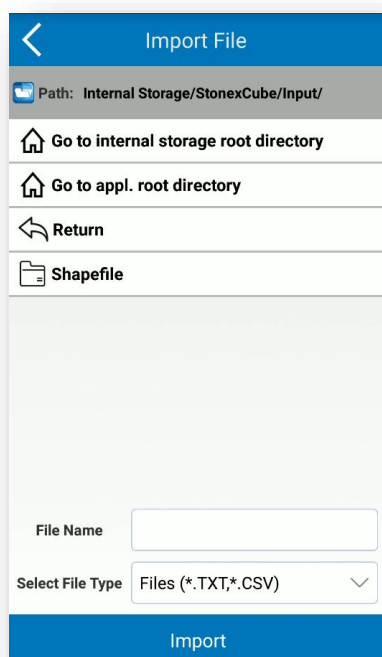 Import File
Path: Internal Storage/StonexCube/Input/
Go to internal storage root directory
Go to appl. root directory
Return
Shapefile
File Name
Select File Type Files (*.TXT,*.CSV)
Import